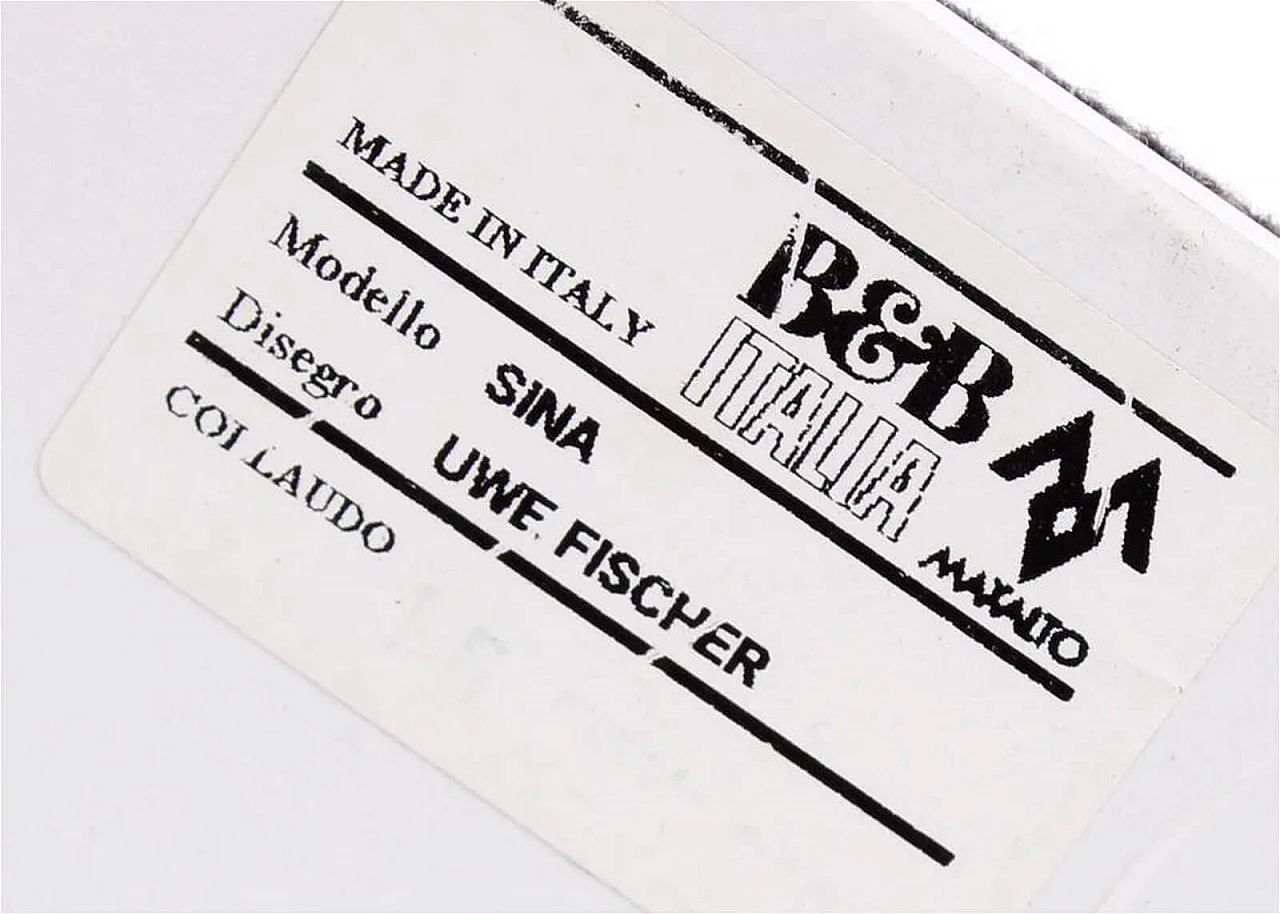 MADE IN ITALY
B&B
ITALIA
MAXALTO
Modello SINA
Disegro UWE FISCHER
COLLAUDO